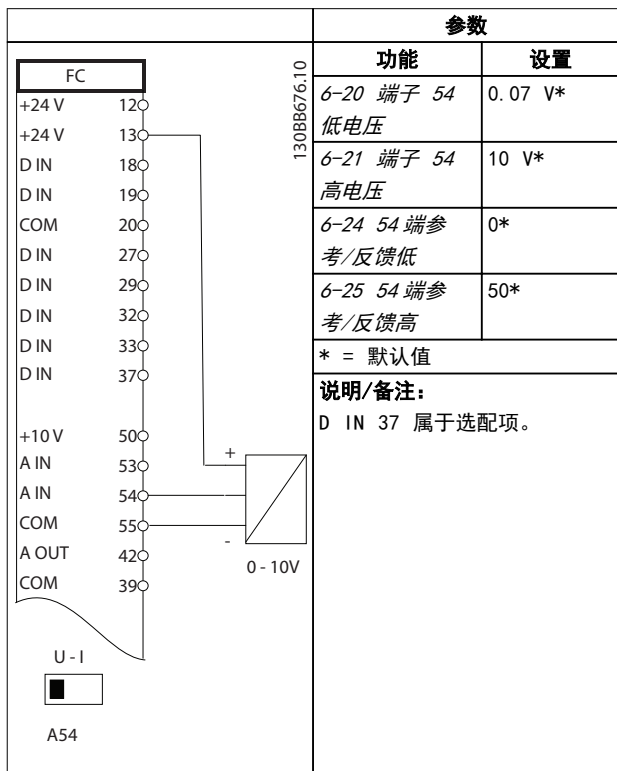 参数
功能 设置
6-20 端子 54 低电压 0.07 V*
6-21 端子 54 高电压 10 V*
6-24 54 端参考/反馈低 0*
6-25 54 端参考/反馈高 50*
* = 默认值
说明/备注:
D IN 37 属于选配项。
130BB676.10
FC
+24 V 12
+24 V 13
D IN 18
D IN 19
COM 20
D IN 27
D IN 29
D IN 32
D IN 33
D IN 37
+10 V 50
A IN 53
A IN 54
COM 55
A OUT 42
COM 39
+
-
0 - 10V
U - I
A54